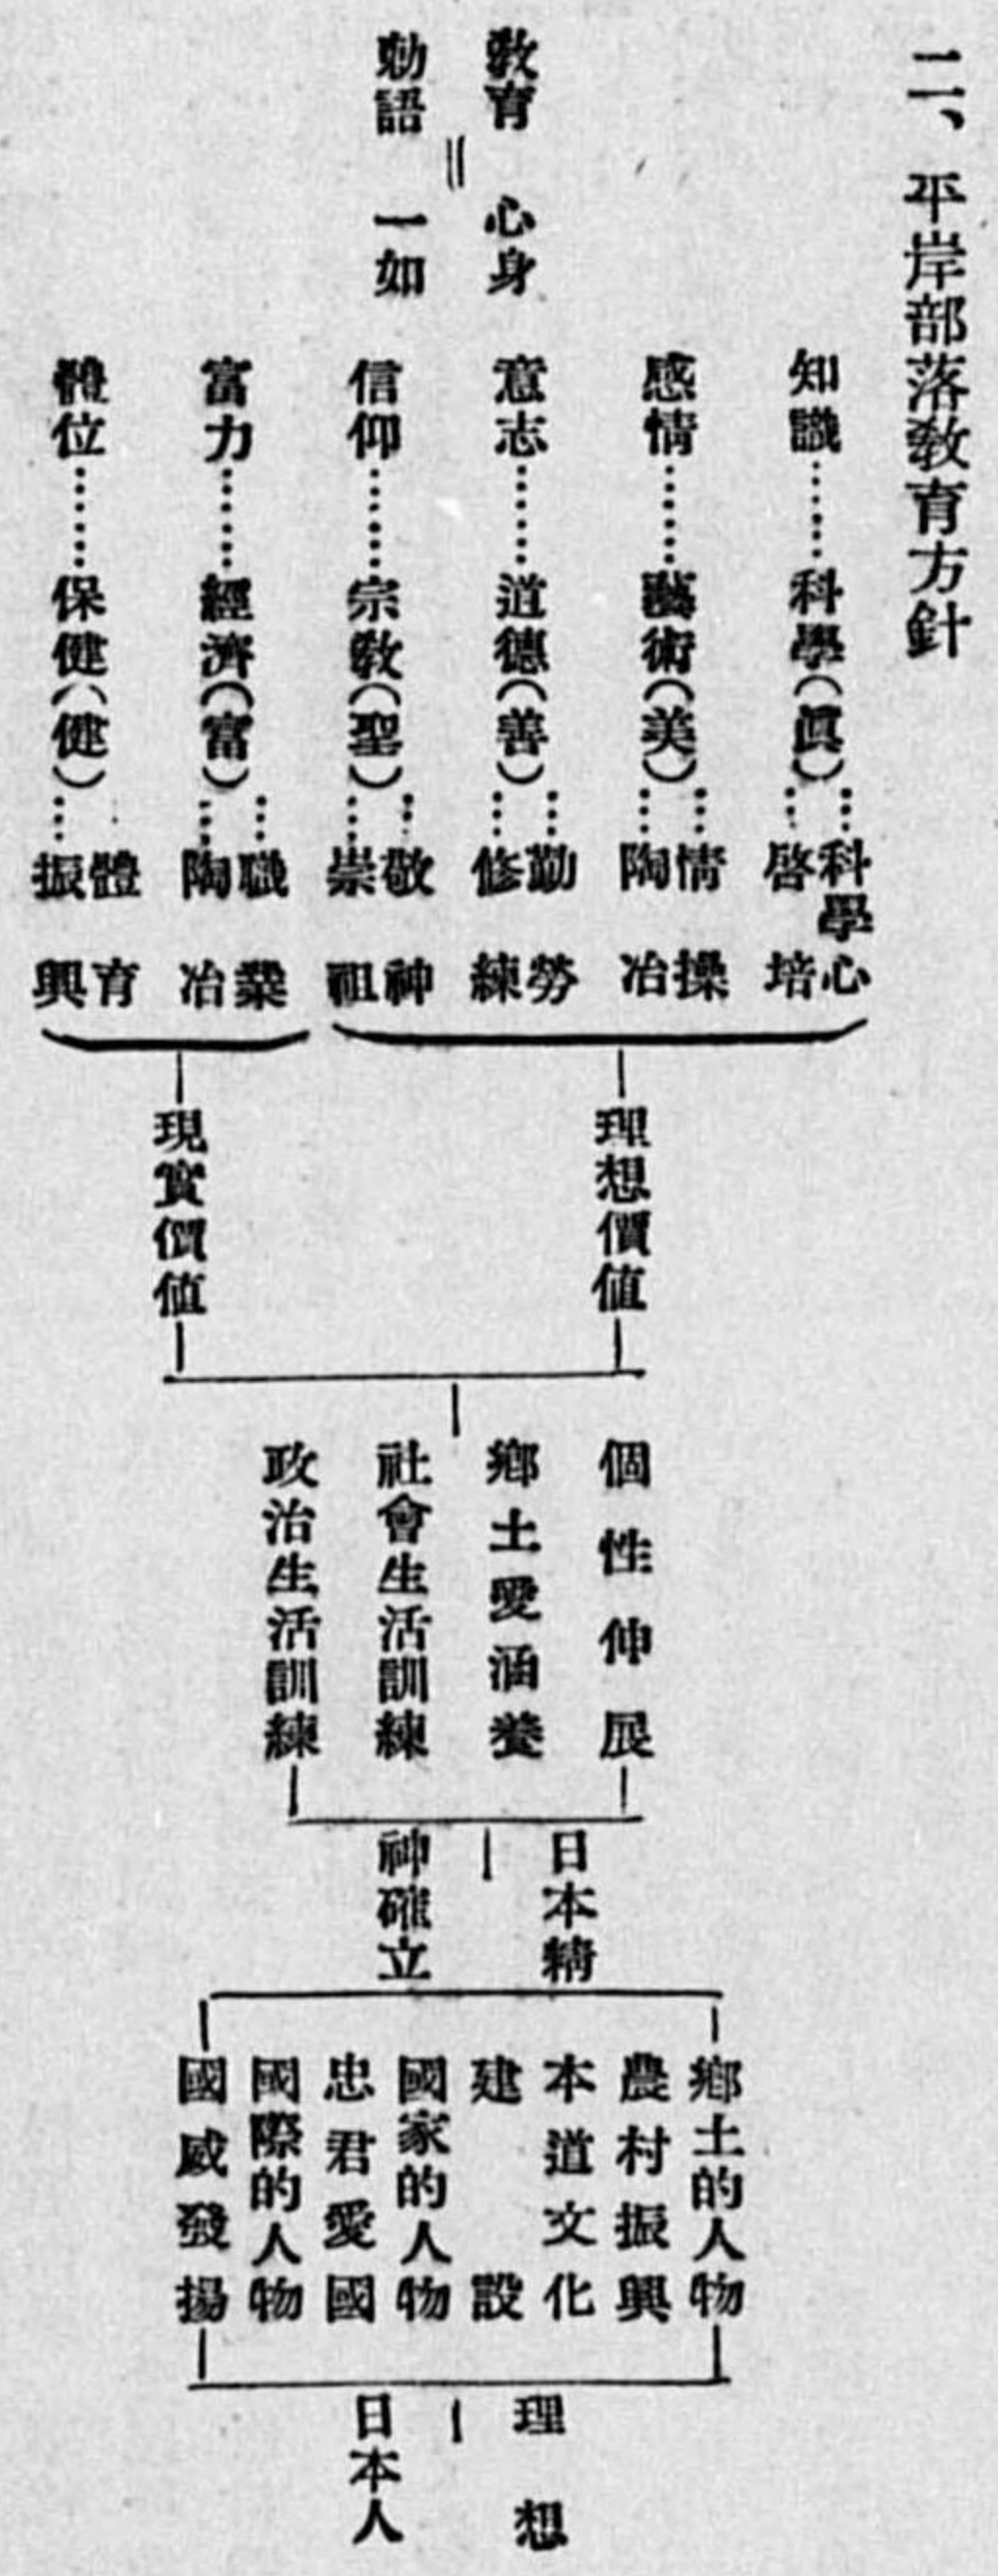 二、平岸部落教育方針
教育
勅語
心身
一如
知識………科學(眞)…科學心
啓培
感情………藝術(美)…情操
陶冶
意志………道德(善)…勤勞
修練
信仰………宗教(聖)…敬神
崇祖
富力………經濟(富)…職業
陶冶
體位………保健(健)…體育
振興
理想價値
現實價値
個性伸展
鄕土愛涵養
社會生活訓練
政治生活訓練
日本精
神確立
鄕土的人物
農村振興
本道文化
建設
國家的人物
忠君愛國
國際的人物
國威發揚
理想
日本人